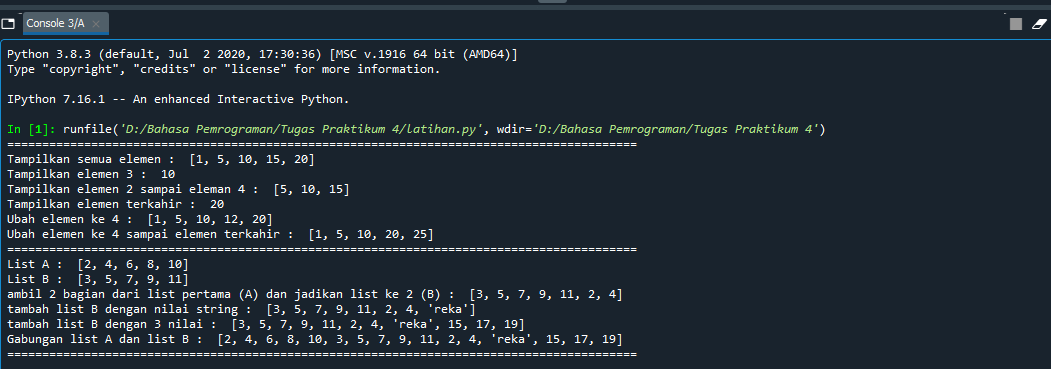 Console 3/A
Python 3.8.3 (default, Jul  2 2020, 17:30:36) [MSC v.1916 64 bit (AMD64)]
Type "copyright", "credits" or "license" for more information.
IPython 7.16.1 -- An enhanced Interactive Python.
In [1]: runfile('D:/Bahasa Pemrograman/Tugas Praktikum 4/latihan.py', wdir='D:/Bahasa Pemrograman/Tugas Praktikum 4')
==========================================================================================
Tampilkan semua elemen :  [1, 5, 10, 15, 20]
Tampilkan elemen 3 :  10
Tampilkan elemen 2 sampai eleman 4 :  [5, 10, 15]
Tampilkan elemen terkahir :  20
Ubah elemen ke 4 :  [1, 5, 10, 12, 20]
Ubah elemen ke 4 sampai elemen terkahir :  [1, 5, 10, 20, 25]
==========================================================================================
List A :  [2, 4, 6, 8, 10]
List B :  [3, 5, 7, 9, 11]
ambil 2 bagian dari list pertama (A) dan jadikan list ke 2 (B) :  [3, 5, 7, 9, 11, 2, 4]
tambah list B dengan nilai string :  [3, 5, 7, 9, 11, 2, 4, 'reka']
tambah list B dengan 3 nilai :  [3, 5, 7, 9, 11, 2, 4, 'reka', 15, 17, 19]
Gabungan list A dan list B :  [2, 4, 6, 8, 10, 3, 5, 7, 9, 11, 2, 4, 'reka', 15, 17, 19]
==========================================================================================